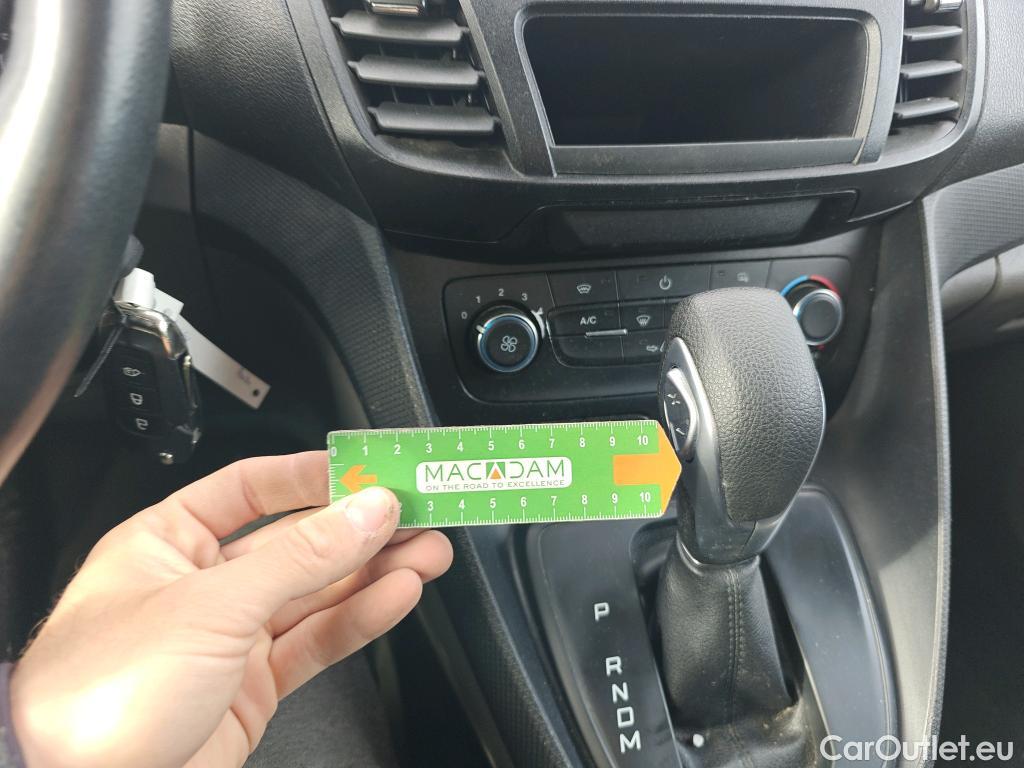 0 1 2 3
A/C
0 1 2 3 4 5 6 7 8 9 10
MACADAM
ON THE ROAD TO EXCELLENCE
3 4 5 6 7 8 9 10
P
R
N
D
M
CarOutlet.eu